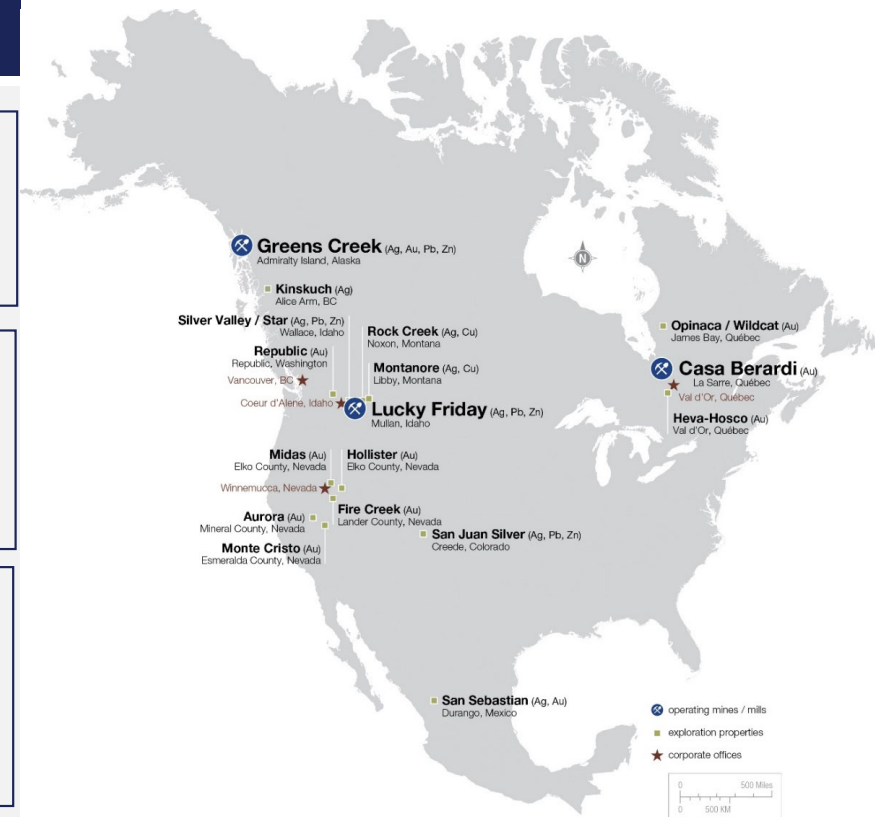 Greens Creek (Ag, Au, Pb, Zn)
Admiralty Island, Alaska
Kinskuch (Ag)
Alice Arm, BC
Silver Valley / Star (Ag, Pb, Zn)
Wallace, Idaho
Rock Creek (Ag, Cu)
Noxon, Montana
Republic (Au)
Republic, Washington
Montanore (Ag, Cu)
Libby, Montana
Vancouver, BC
Coeur d'Alene, Idaho
Lucky Friday (Ag, Pb, Zn)
Mullan, Idaho
Midas (Au)
Elko County, Nevada
Hollister (Au)
Elko County, Nevada
Winnemucca, Nevada
Fire Creek (Au)
Lander County, Nevada
Aurora (Au)
Mineral County, Nevada
Monte Cristo (Au)
Esmeralda County, Nevada
San Juan Silver (Ag, Pb, Zn)
Creede, Colorado
San Sebastian (Ag, Au)
Durango, Mexico
N
Opinaca / Wildcat (Au)
James Bay, Québec
Casa Berardi (Au)
La Sarre, Québec
Val d'Or, Québec
Heva-Hosco (Au)
Val d'Or, Québec
operating mines / mills
exploration properties
corporate offices
0 500 Miles
0 500 KM